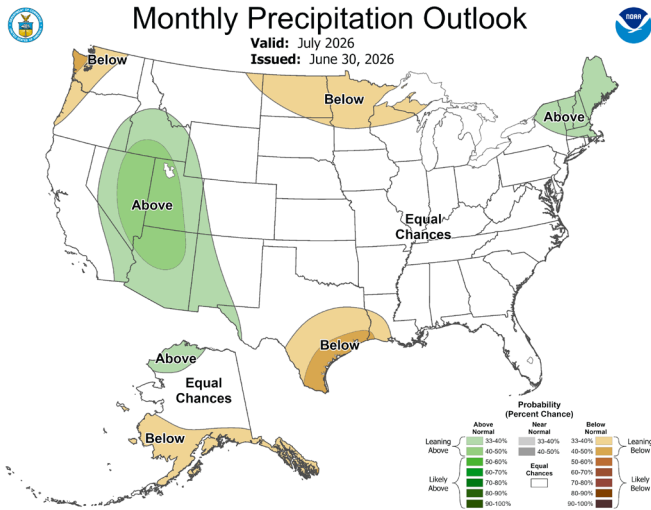 Monthly Precipitation Outlook
Valid: July 2026
Issued: June 30, 2026
NOAA
Below
Below
Above
Above
Equal
Chances
Below
Above
Equal
Chances
Below
Probability
(Percent Chance)
Above
Normal
Near
Normal
Below
Normal
Leaning
Above
33-40%
40-50%
33-40%
40-50%
33-40%
40-50%
Leaning
Below
Likely
Above
50-60%
60-70%
70-80%
80-90%
90-100%
Equal
Chances
50-60%
60-70%
70-80%
80-90%
90-100%
Likely
Below